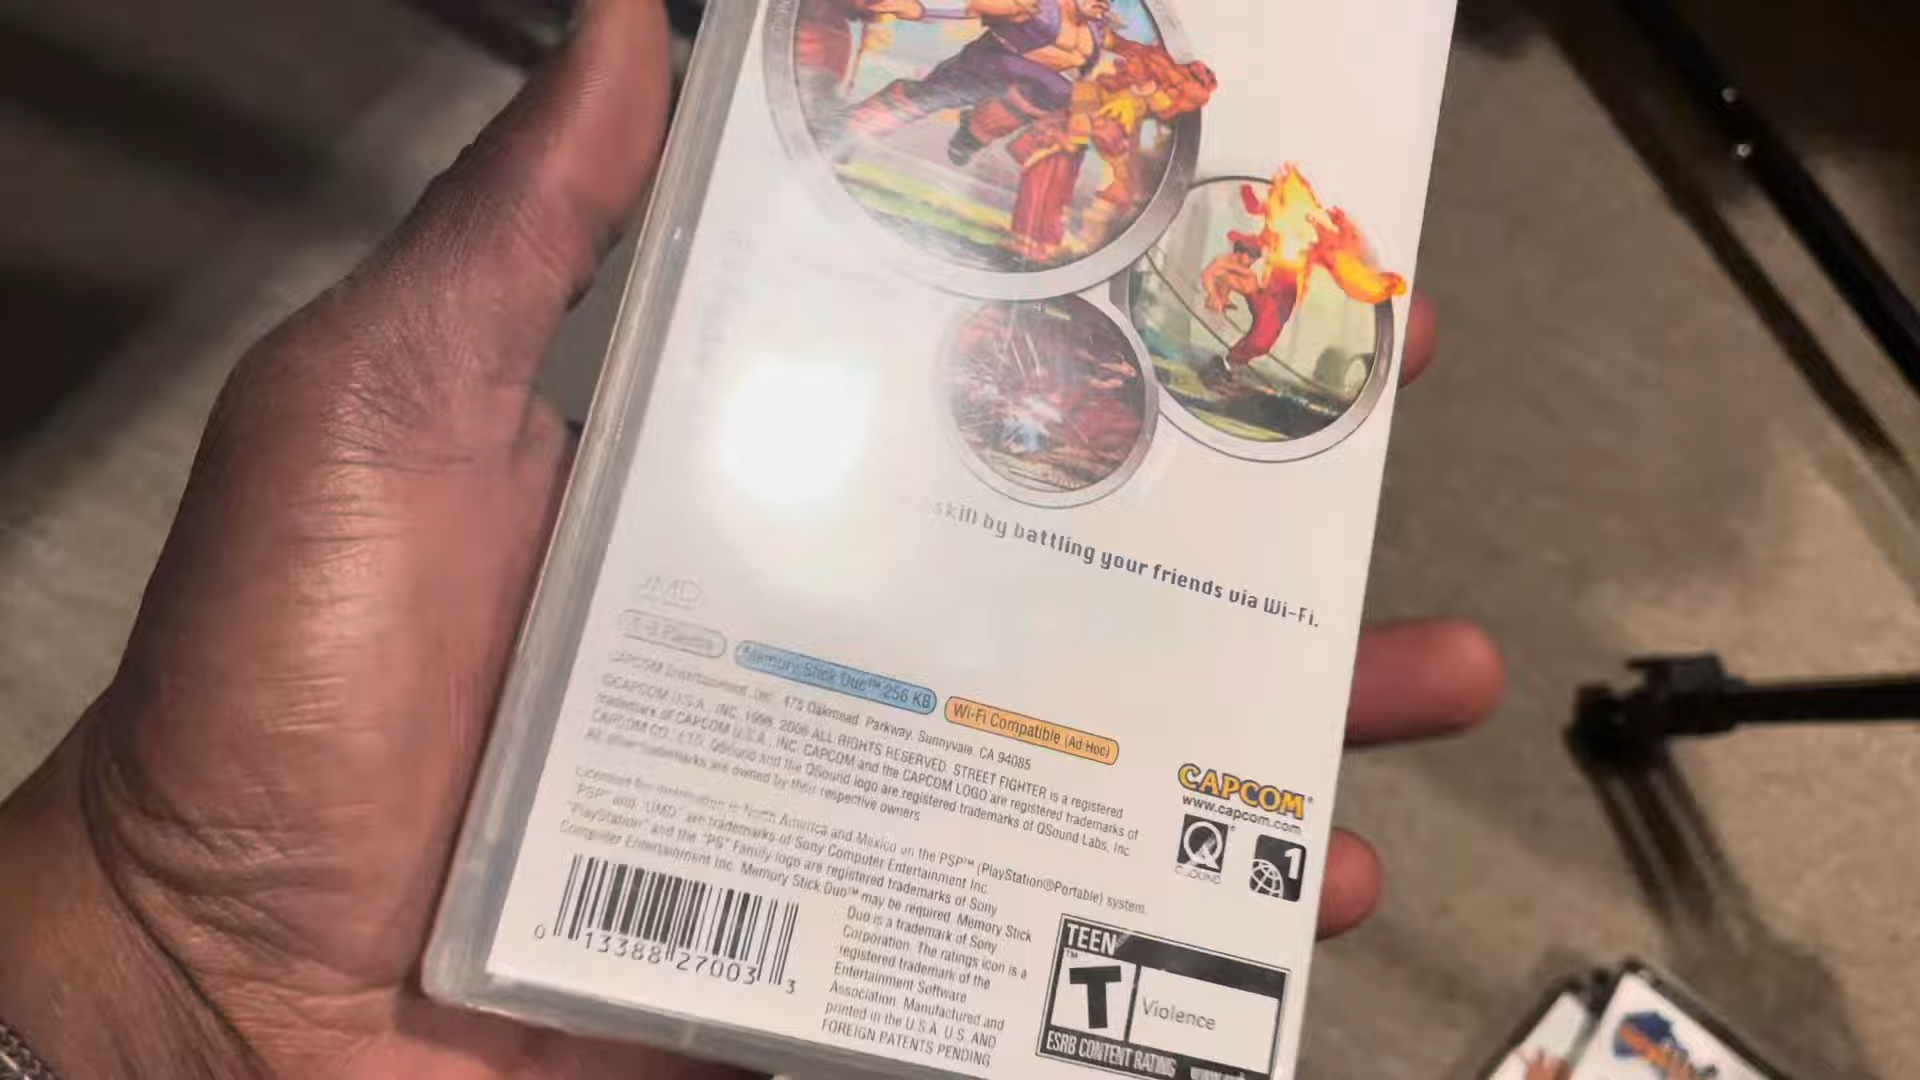 skill by battling your friends via Wi-Fi.
UMD
Memory Stick Duo™ 256 KB
Wi-Fi Compatible (Ad Hoc)
CAPCOM Entertainment, Inc. 475 Oakmead Parkway, Sunnyvale, CA 94085
©CAPCOM U.S.A., INC. 1998, 2006 ALL RIGHTS RESERVED. STREET FIGHTER is a registered
trademark of CAPCOM U.S.A., INC. CAPCOM and the CAPCOM LOGO are registered trademarks of
CAPCOM CO., LTD. QSound and the QSound logo are registered trademarks of QSound Labs, Inc.
All other trademarks are owned by their respective owners.
Licensed for distribution in North America and Mexico on the PSP™ (PlayStation®Portable) system.
"PSP" and "UMD" are trademarks of Sony Computer Entertainment Inc.
"PlayStation" and the "PS" Family logo are registered trademarks of Sony
Computer Entertainment Inc. Memory Stick Duo™ may be required. Memory Stick
Duo is a trademark of Sony
Corporation. The ratings icon is a
registered trademark of the
Entertainment Software
Association. Manufactured and
printed in the U.S.A. U.S. AND
FOREIGN PATENTS PENDING.
CAPCOM®
www.capcom.com
QSOUND
1
0 13388 27003 3
TEEN
T
Violence
ESRB CONTENT RATING